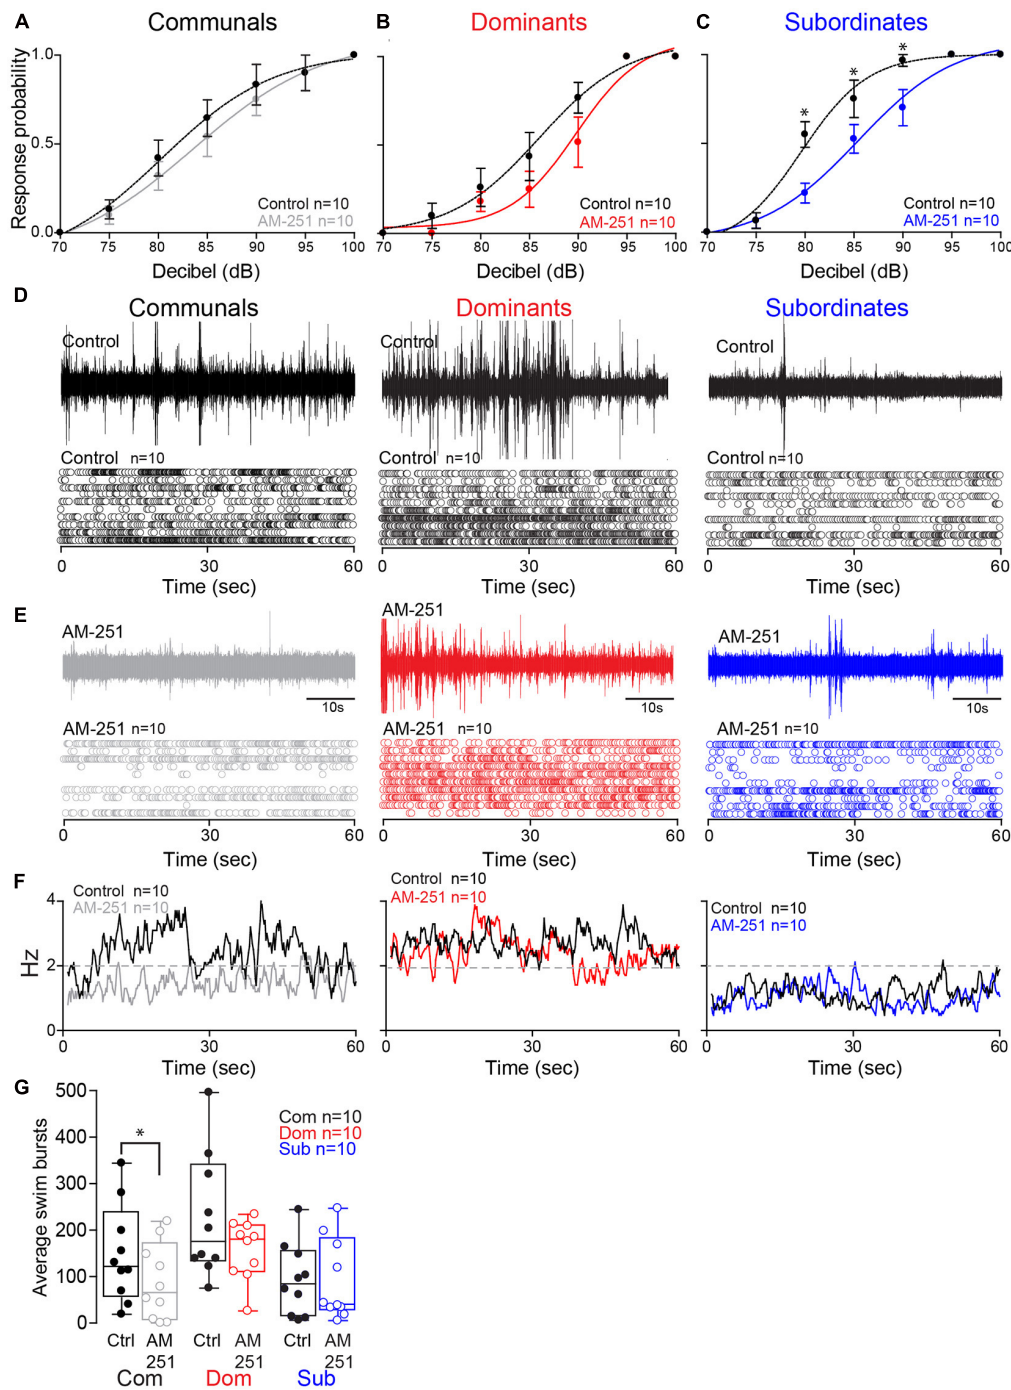 A Communals
B Dominants
C Subordinates
Response probability
1.0
0.5
0.0
Control n=10
AM-251 n=10
70 75 80 85 90 95 100
Decibel (dB)
Control n=10
AM-251 n=10
70 75 80 85 90 95 100
Decibel (dB)
* * *
Control n=10
AM-251 n=10
70 75 80 85 90 95 100
Decibel (dB)
D Communals
Dominants
Subordinates
Control
Control
Control
Control n=10
Control n=10
Control n=10
0 30 60
Time (sec)
0 30 60
Time (sec)
0 30 60
Time (sec)
E
AM-251
10s
AM-251
10s
AM-251
10s
AM-251 n=10
AM-251 n=10
AM-251 n=10
0 30 60
Time (sec)
0 30 60
Time (sec)
0 30 60
Time (sec)
F
Hz
4
2
0
Control n=10
AM-251 n=10
0 30 60
Time (sec)
Control n=10
AM-251 n=10
0 30 60
Time (sec)
Control n=10
AM-251 n=10
0 30 60
Time (sec)
G
Average swim bursts
500
400
300
200
100
0
*
Com n=10
Dom n=10
Sub n=10
Ctrl AM 251 Ctrl AM 251 Ctrl AM 251
Com Dom Sub